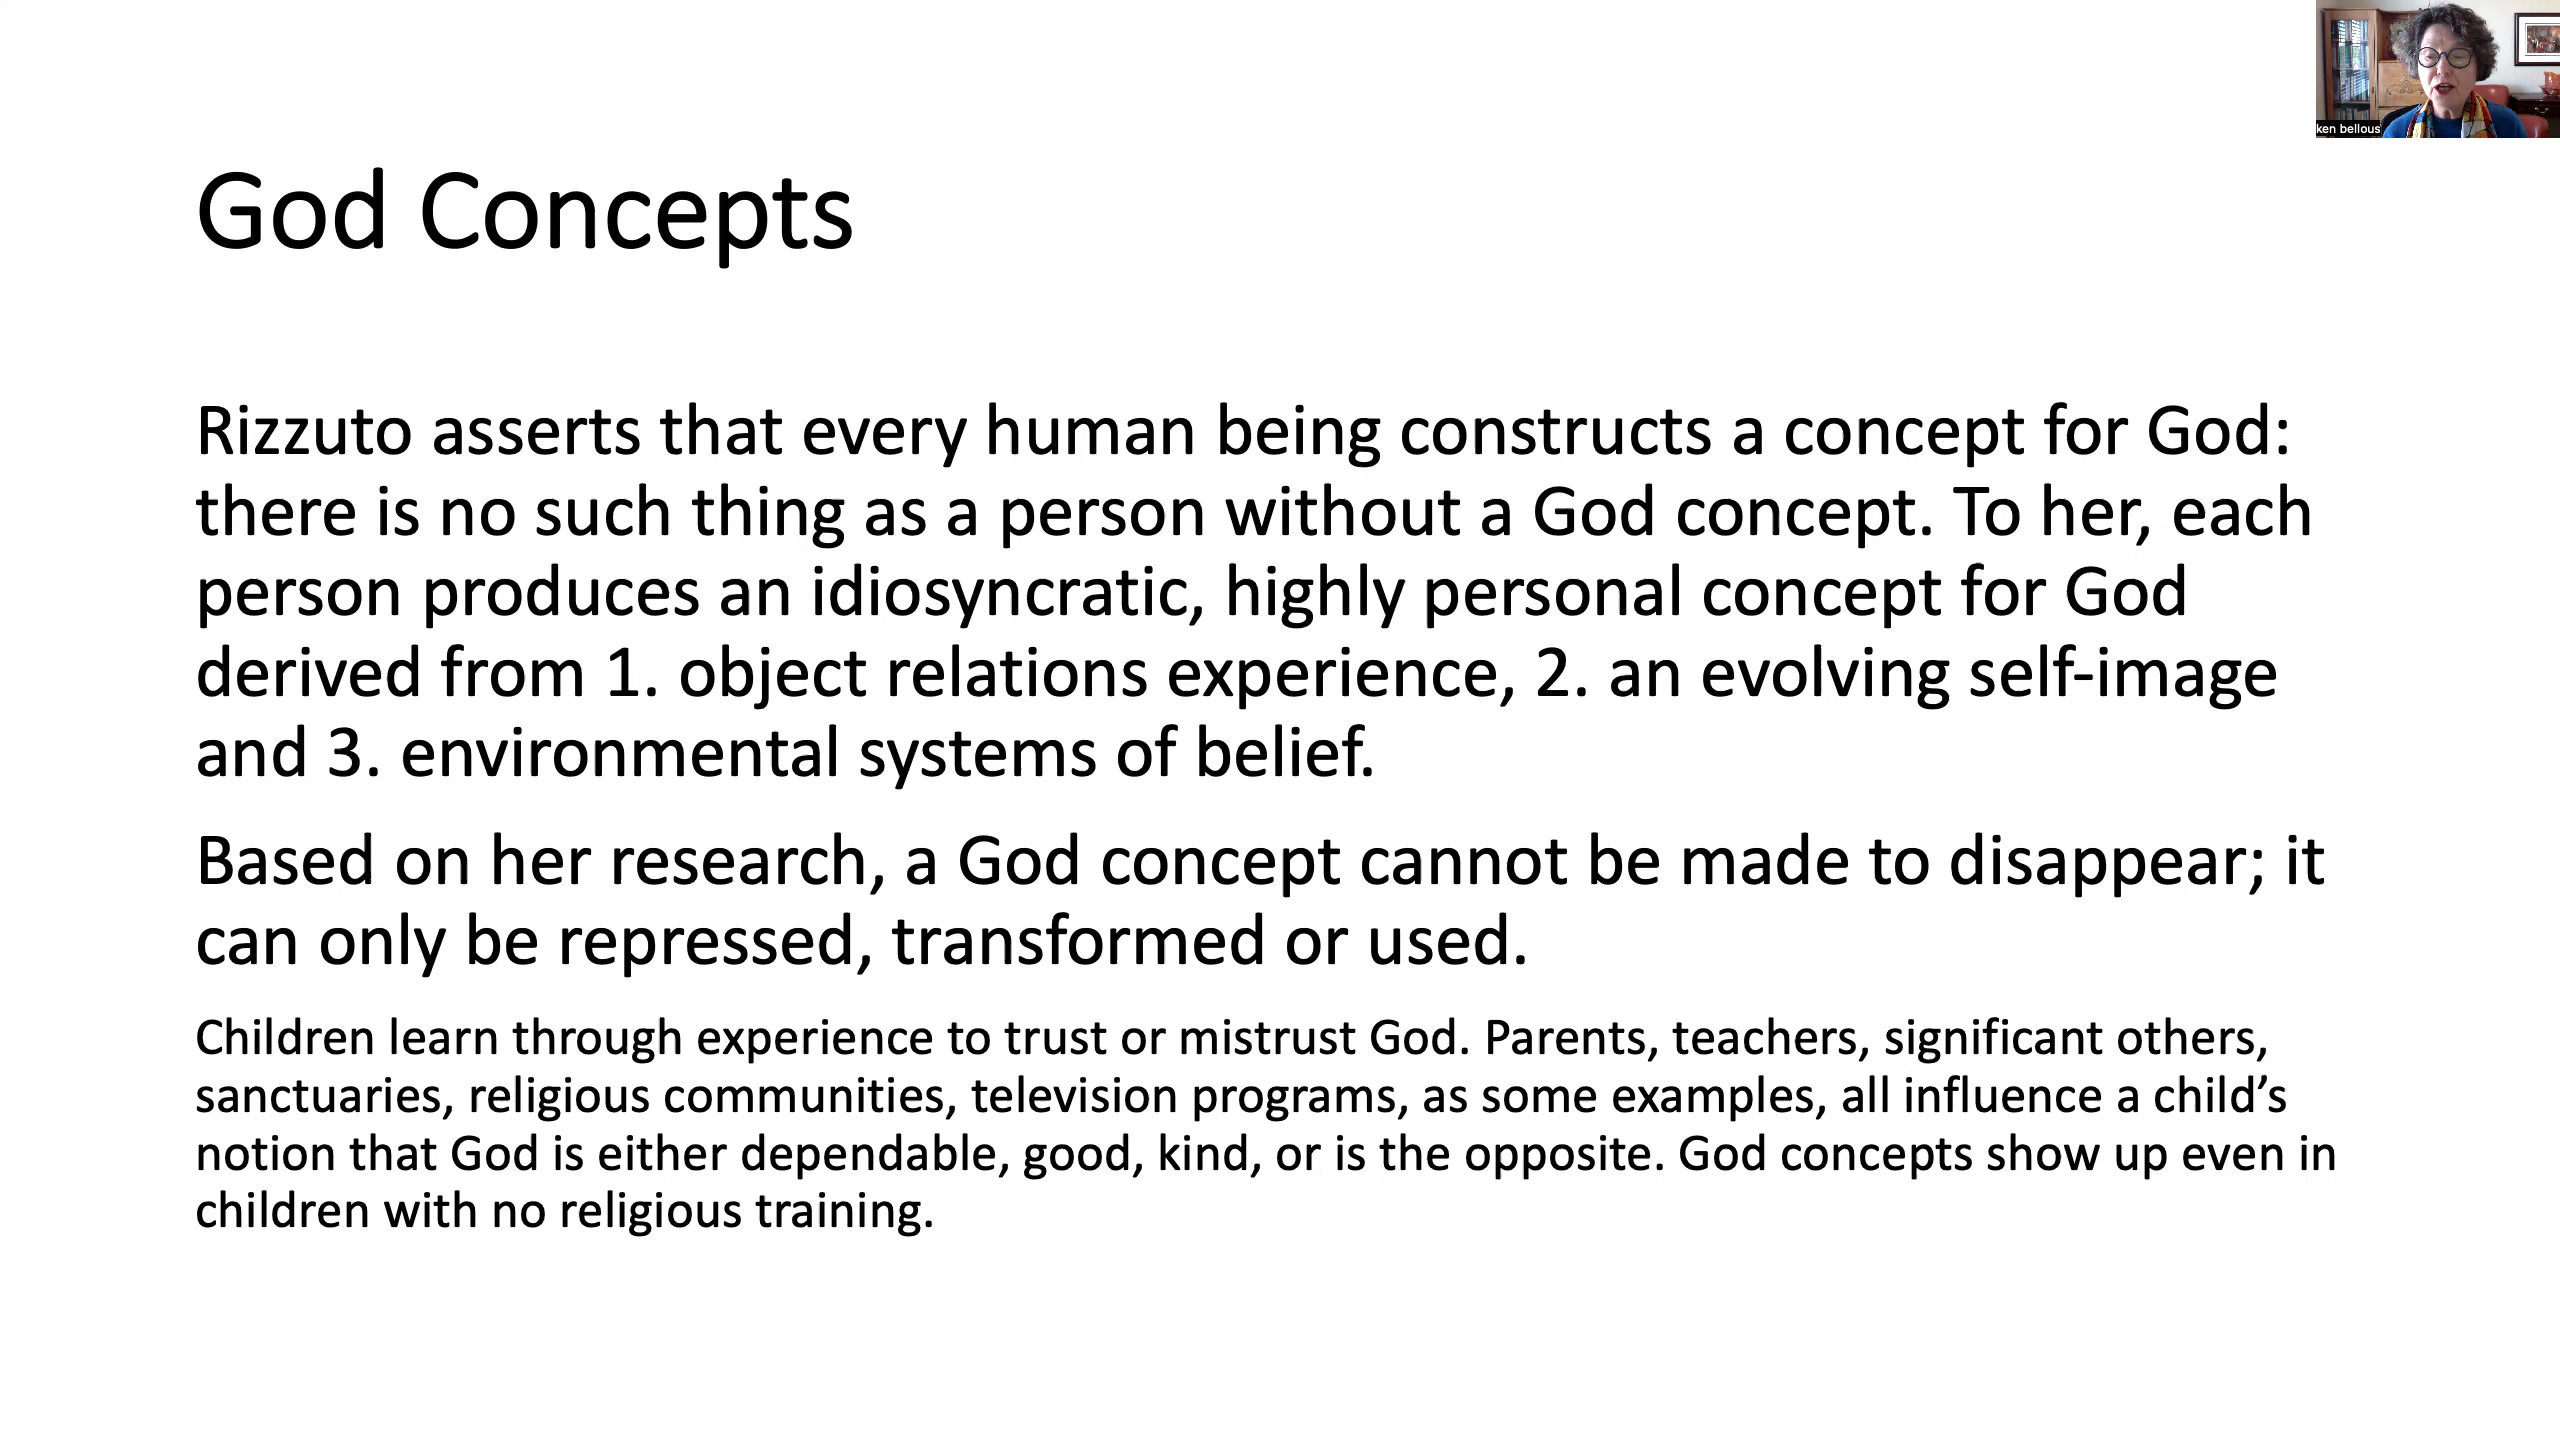 ken bellous
God Concepts
Rizzuto asserts that every human being constructs a concept for God:
there is no such thing as a person without a God concept. To her, each
person produces an idiosyncratic, highly personal concept for God
derived from 1. object relations experience, 2. an evolving self-image
and 3. environmental systems of belief.
Based on her research, a God concept cannot be made to disappear; it
can only be repressed, transformed or used.
Children learn through experience to trust or mistrust God. Parents, teachers, significant others,
sanctuaries, religious communities, television programs, as some examples, all influence a child’s
notion that God is either dependable, good, kind, or is the opposite. God concepts show up even in
children with no religious training.